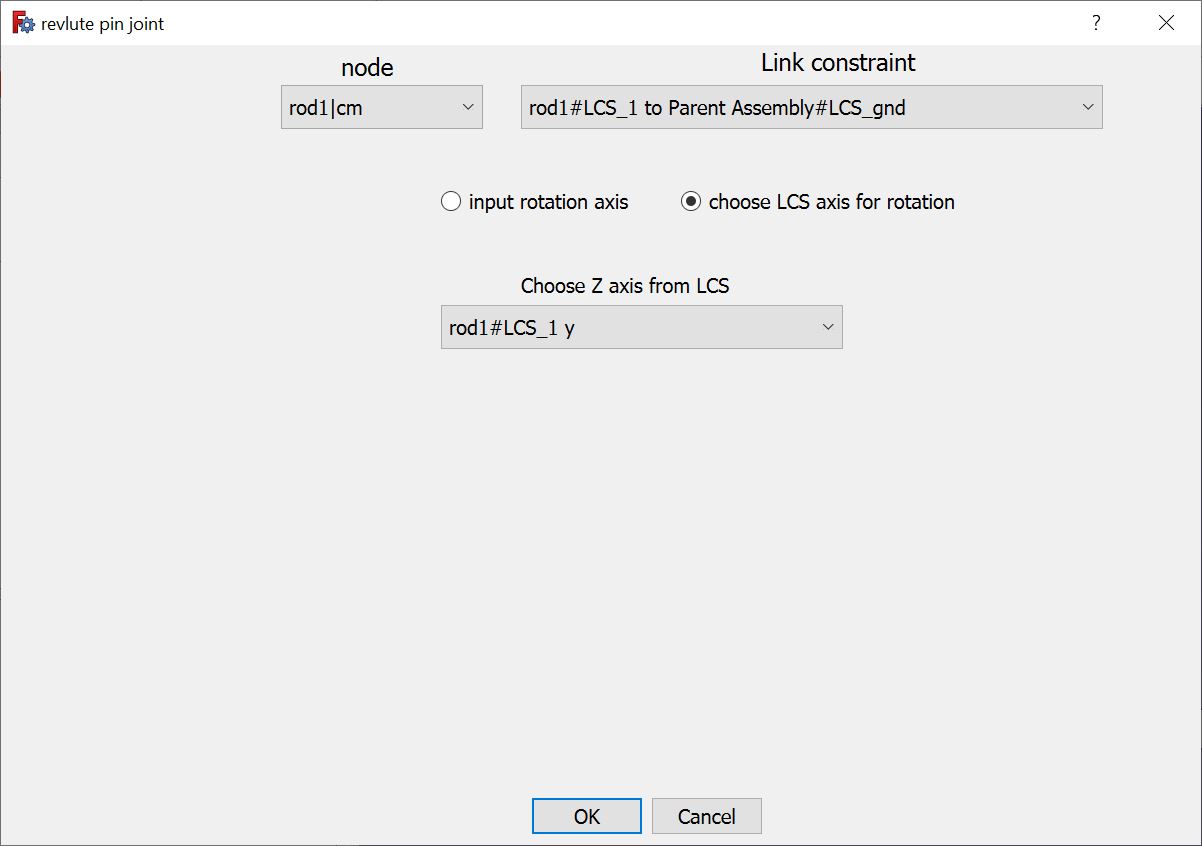 revlute pin joint
?
node
Link constraint
rod1|cm
rod1#LCS_1 to Parent Assembly#LCS_gnd
input rotation axis
choose LCS axis for rotation
Choose Z axis from LCS
rod1#LCS_1 y
OK
Cancel